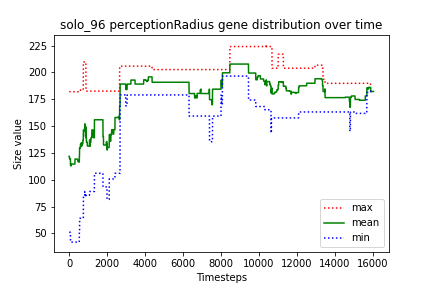 solo_96 perceptionRadius gene distribution over time
Size value
225
200
175
150
125
100
75
50
max
mean
min
0 2000 4000 6000 8000 10000 12000 14000 16000
Timesteps